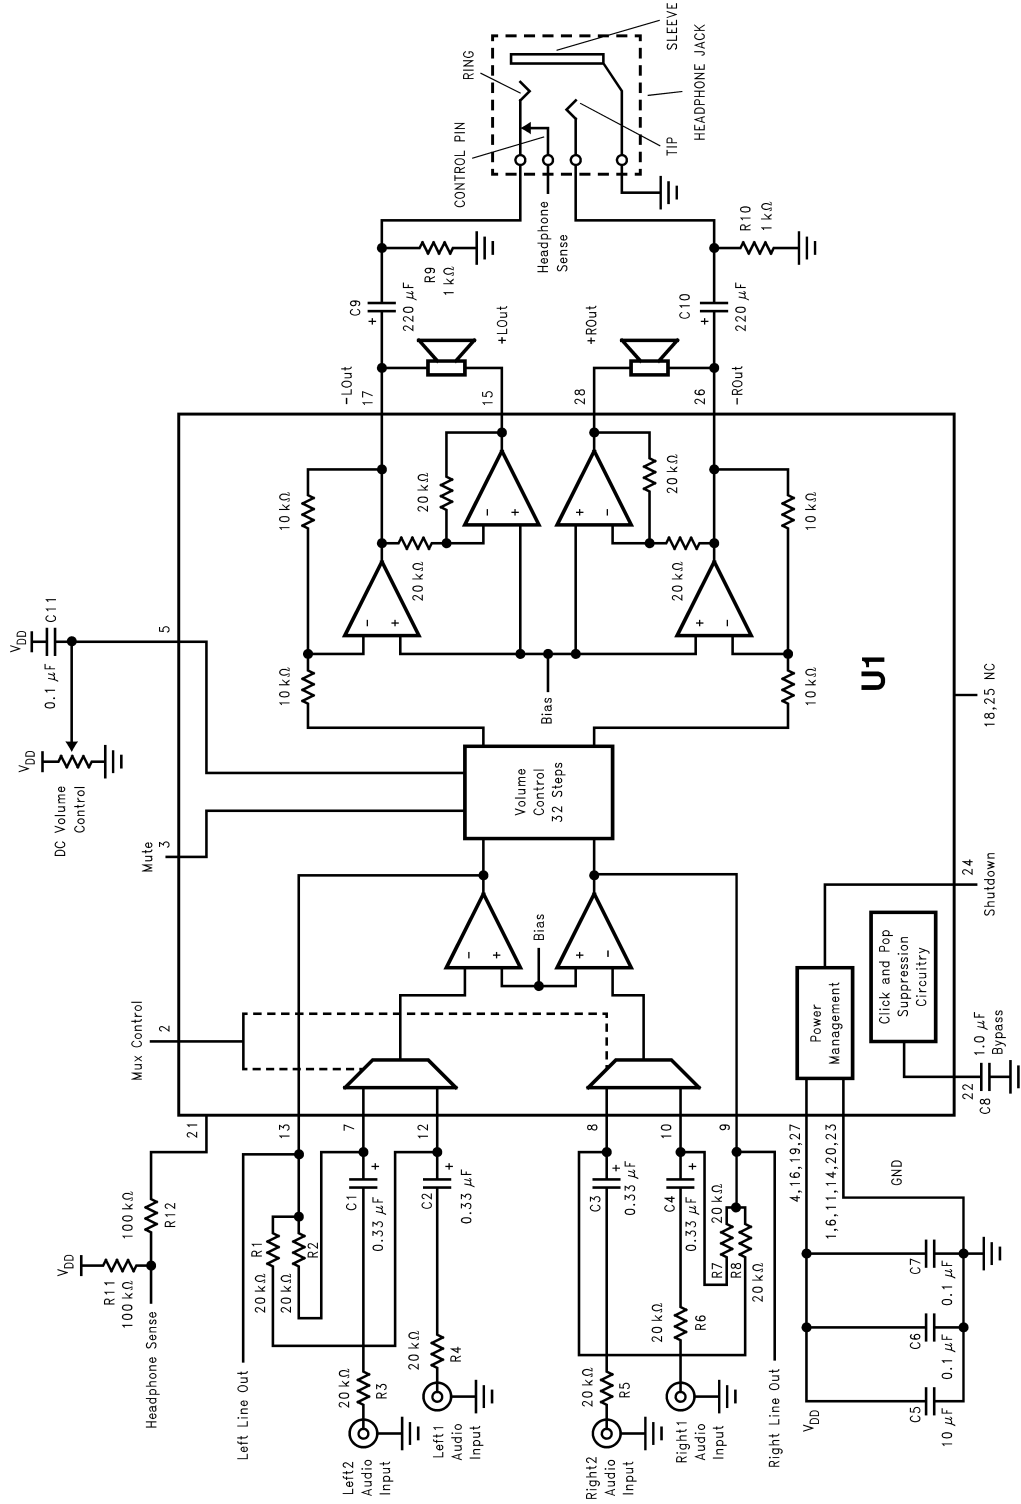 Headphone Sense
VDD
R11
100 kΩ
100 kΩ
R12
21
Mux Control
2
Mute
3
DC Volume
Control
VDD
VDD
C11
0.1 µF
5
Left Line Out
13
R1
20 kΩ
R2
20 kΩ
Left2
Audio
Input
20 kΩ
R3
C1
+
0.33 µF
7
Left1
Audio
Input
20 kΩ
R4
C2
+
0.33 µF
12
Right2
Audio
Input
20 kΩ
R5
C3
+
0.33 µF
8
Right1
Audio
Input
20 kΩ
R6
C4
+
0.33 µF
10
R7
20 kΩ
R8
20 kΩ
Right Line Out
9
–
+
Bias
+
–
Volume
Control
32 Steps
10 kΩ
10 kΩ
–
+
20 kΩ
20 kΩ
–
+
Bias
+
–
20 kΩ
20 kΩ
+
–
10 kΩ
10 kΩ
–LOut
17
15
+LOut
28
+ROut
26
–ROut
C9
+
220 µF
R9
1 kΩ
C10
+
220 µF
R10
1 kΩ
Headphone
Sense
CONTROL PIN
RING
TIP
SLEEVE
HEADPHONE JACK
U1
18,25 NC
24
Shutdown
Power
Management
Click and Pop
Suppression
Circuitry
22
C8
1.0 µF
Bypass
4,16,19,27
1,6,11,14,20,23
GND
VDD
C5
10 µF
C6
0.1 µF
C7
0.1 µF